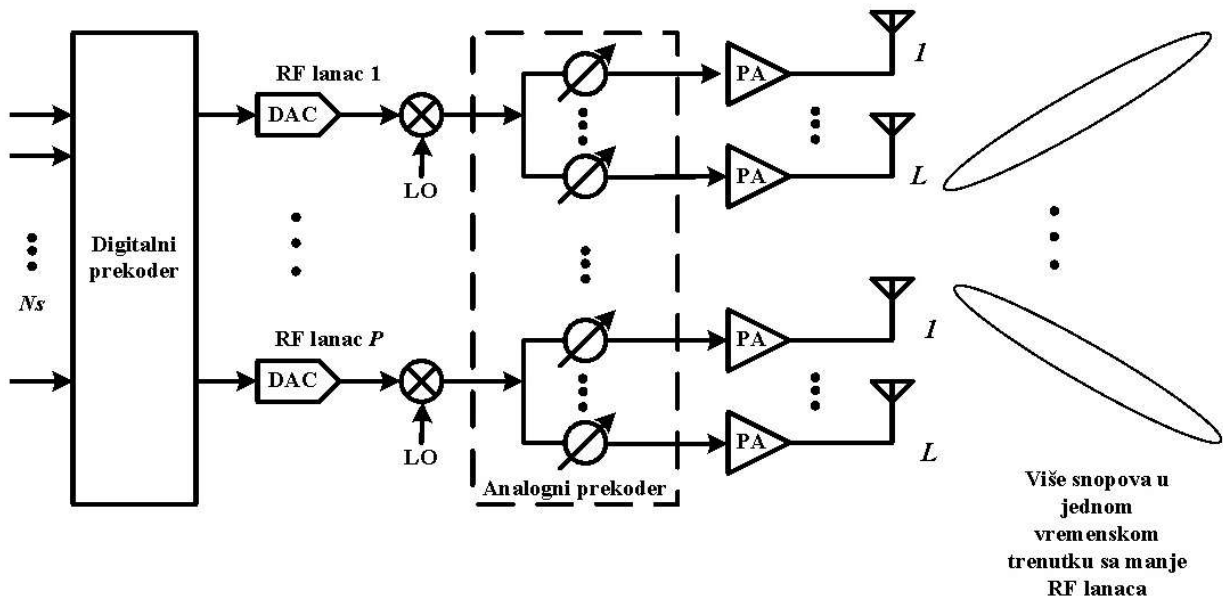 RF lanac 1
DAC
LO
PA
1
PA
L
Digitalni
prekoder
Ns
RF lanac P
DAC
LO
Analogni prekoder
PA
1
PA
L
Više snopova u
jednom
vremenskom
trenutku sa manje
RF lanaca